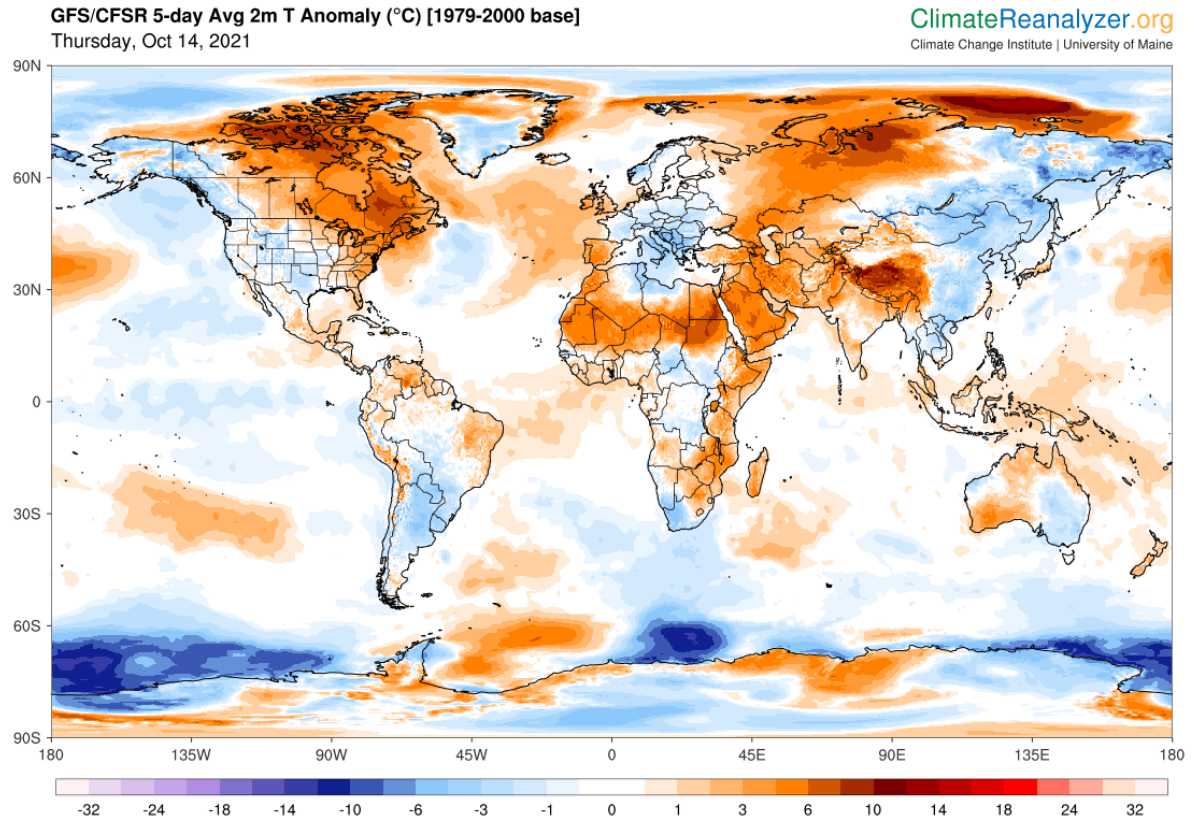 GFS/CFSR 5-day Avg 2m T Anomaly (°C) [1979-2000 base]
Thursday, Oct 14, 2021
ClimateReanalyzer.org
Climate Change Institute | University of Maine
90N
60N
30N
0
30S
60S
90S
180 135W 90W 45W 0 45E 90E 135E 180
-32 -24 -18 -14 -10 -6 -3 -1 0 1 3 6 10 14 18 24 32